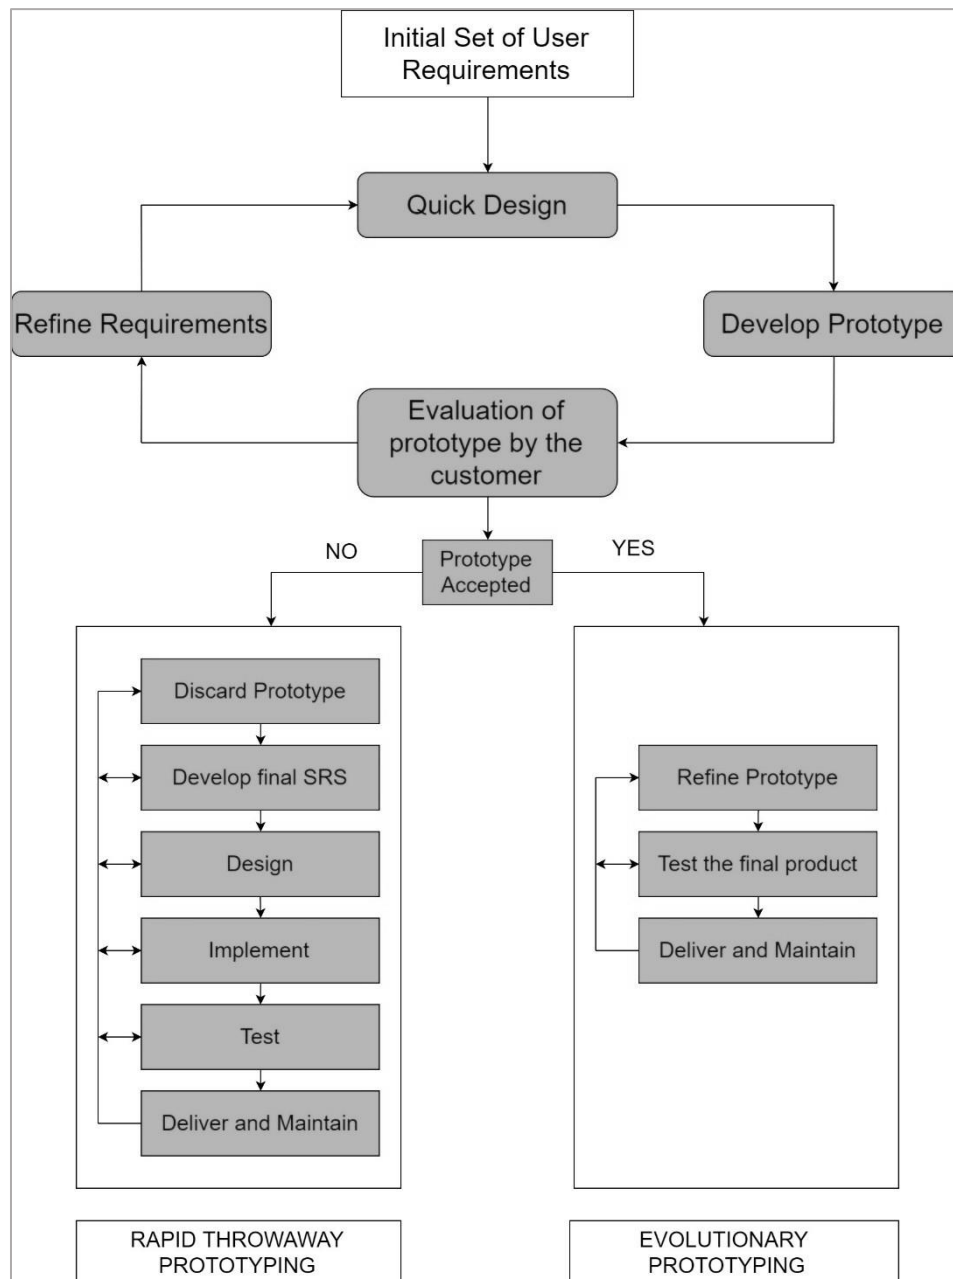 Initial Set of User
Requirements
Quick Design
Refine Requirements
Develop Prototype
Evaluation of
prototype by the
customer
NO
YES
Prototype
Accepted
Discard Prototype
Develop final SRS
Design
Implement
Test
Deliver and Maintain
Refine Prototype
Test the final product
Deliver and Maintain
RAPID THROWAWAY
PROTOTYPING
EVOLUTIONARY
PROTOTYPING